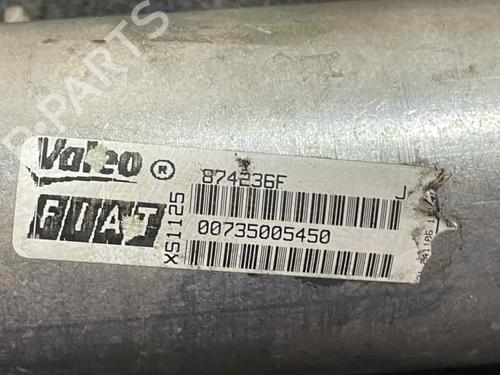 B-PARTS
Valeo ®
874236F
J
FIAT
XS1125
00735005450